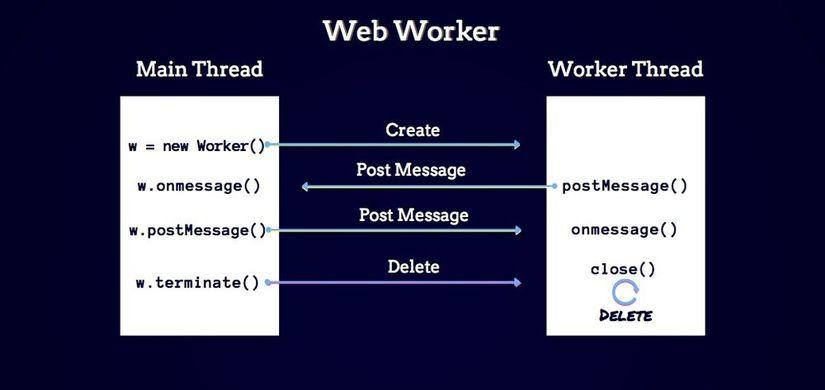 Web Worker
Main Thread
Worker Thread
w = new Worker()
Create
w.onmessage()
Post Message
postMessage()
w.postMessage()
Post Message
onmessage()
w.terminate()
Delete
close()
DELETE